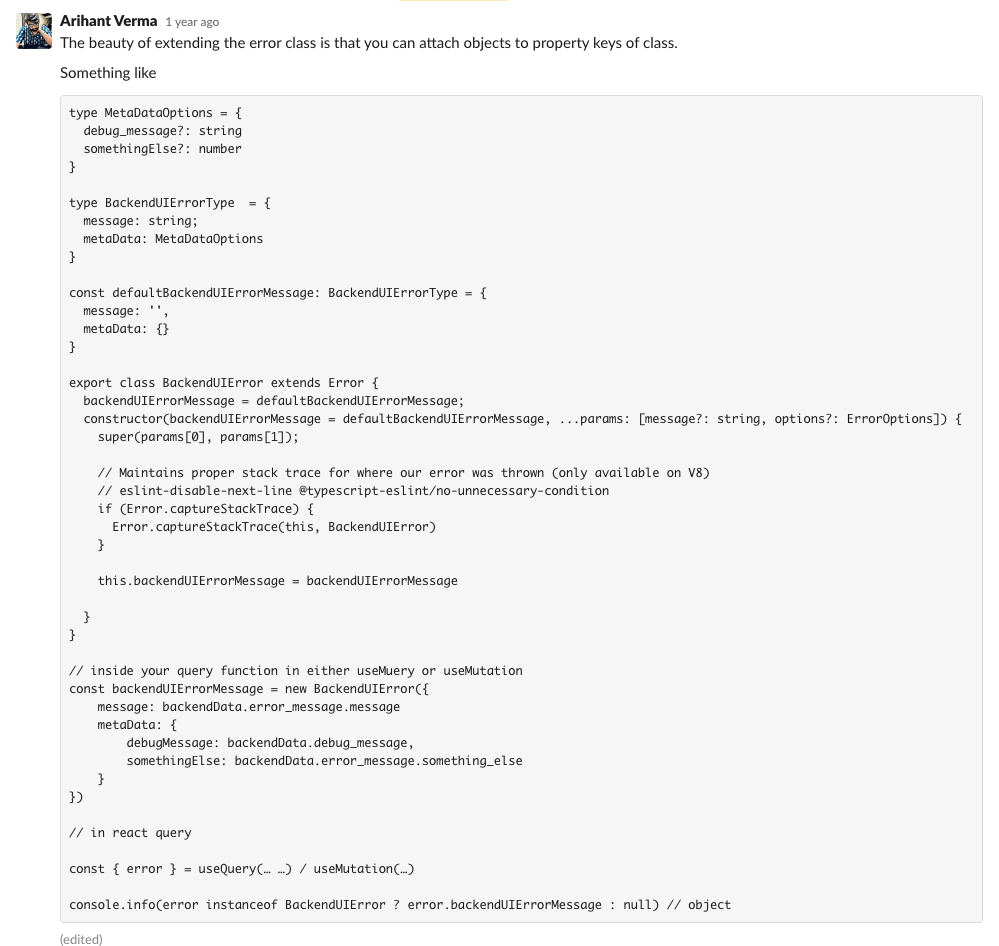 Arihant Verma 1 year ago
The beauty of extending the error class is that you can attach objects to property keys of class.
Something like
type MetaDataOptions = {
  debug_message?: string
  somethingElse?: number
}

type BackendUIErrorType  = {
  message: string;
  metaData: MetaDataOptions
}

const defaultBackendUIErrorMessage: BackendUIErrorType = {
  message: '',
  metaData: {}
}

export class BackendUIError extends Error {
  backendUIErrorMessage = defaultBackendUIErrorMessage;
  constructor(backendUIErrorMessage = defaultBackendUIErrorMessage, ...params: [message?: string, options?: ErrorOptions]) {
    super(params[0], params[1]);

    // Maintains proper stack trace for where our error was thrown (only available on V8)
    // eslint-disable-next-line @typescript-eslint/no-unnecessary-condition
    if (Error.captureStackTrace) {
      Error.captureStackTrace(this, BackendUIError)
    }

    this.backendUIErrorMessage = backendUIErrorMessage

  }
}

// inside your query function in either useMuery or useMutation
const backendUIErrorMessage = new BackendUIError({
    message: backendData.error_message.message
    metaData: {
        debugMessage: backendData.debug_message,
        somethingElse: backendData.error_message.something_else
    }
})

// in react query

const { error } = useQuery(… …) / useMutation(…)

console.info(error instanceof BackendUIError ? error.backendUIErrorMessage : null) // object
(edited)